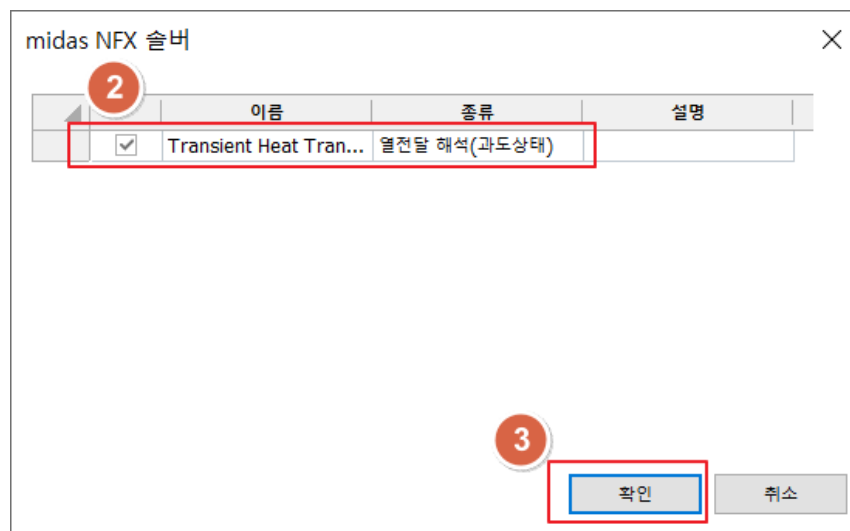 midas NFX 솔버
2
이름 종류 설명
Transient Heat Tran... 열전달 해석(과도상태)
3
확인 취소